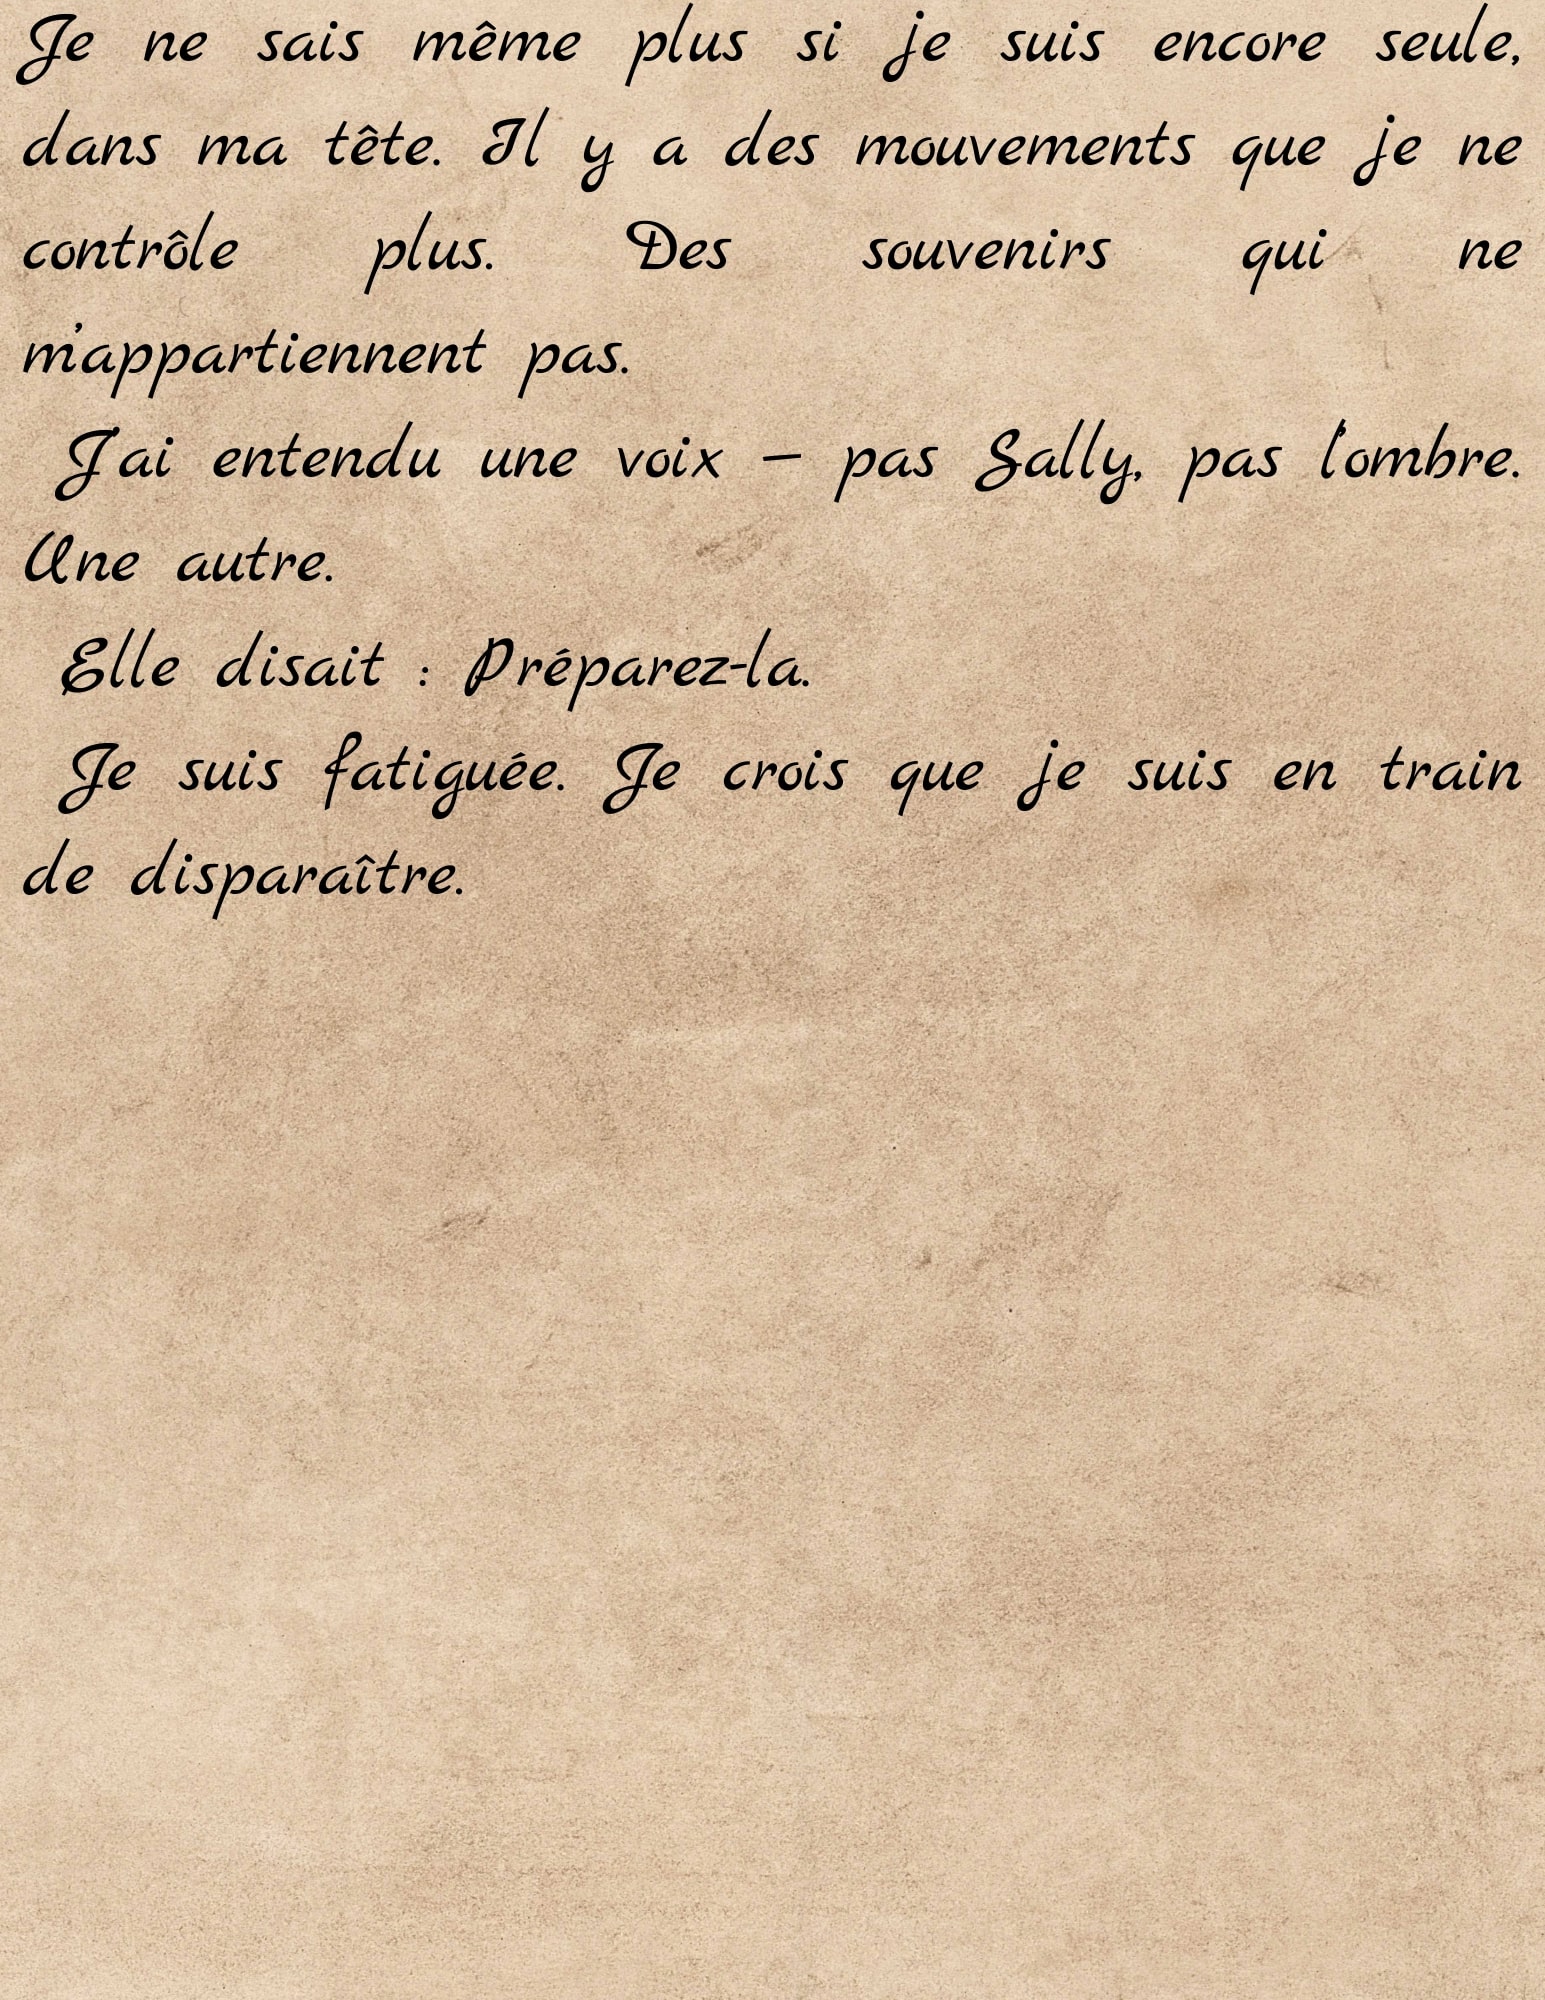 Je ne sais même plus si je suis encore seule,
dans ma tête. Il y a des mouvements que je ne
contrôle plus. Des souvenirs qui ne
m'appartiennent pas.
J'ai entendu une voix — pas Sally, pas l'ombre.
Une autre.
Elle disait : Préparez-la.
Je suis fatiguée. Je crois que je suis en train
de disparaître.